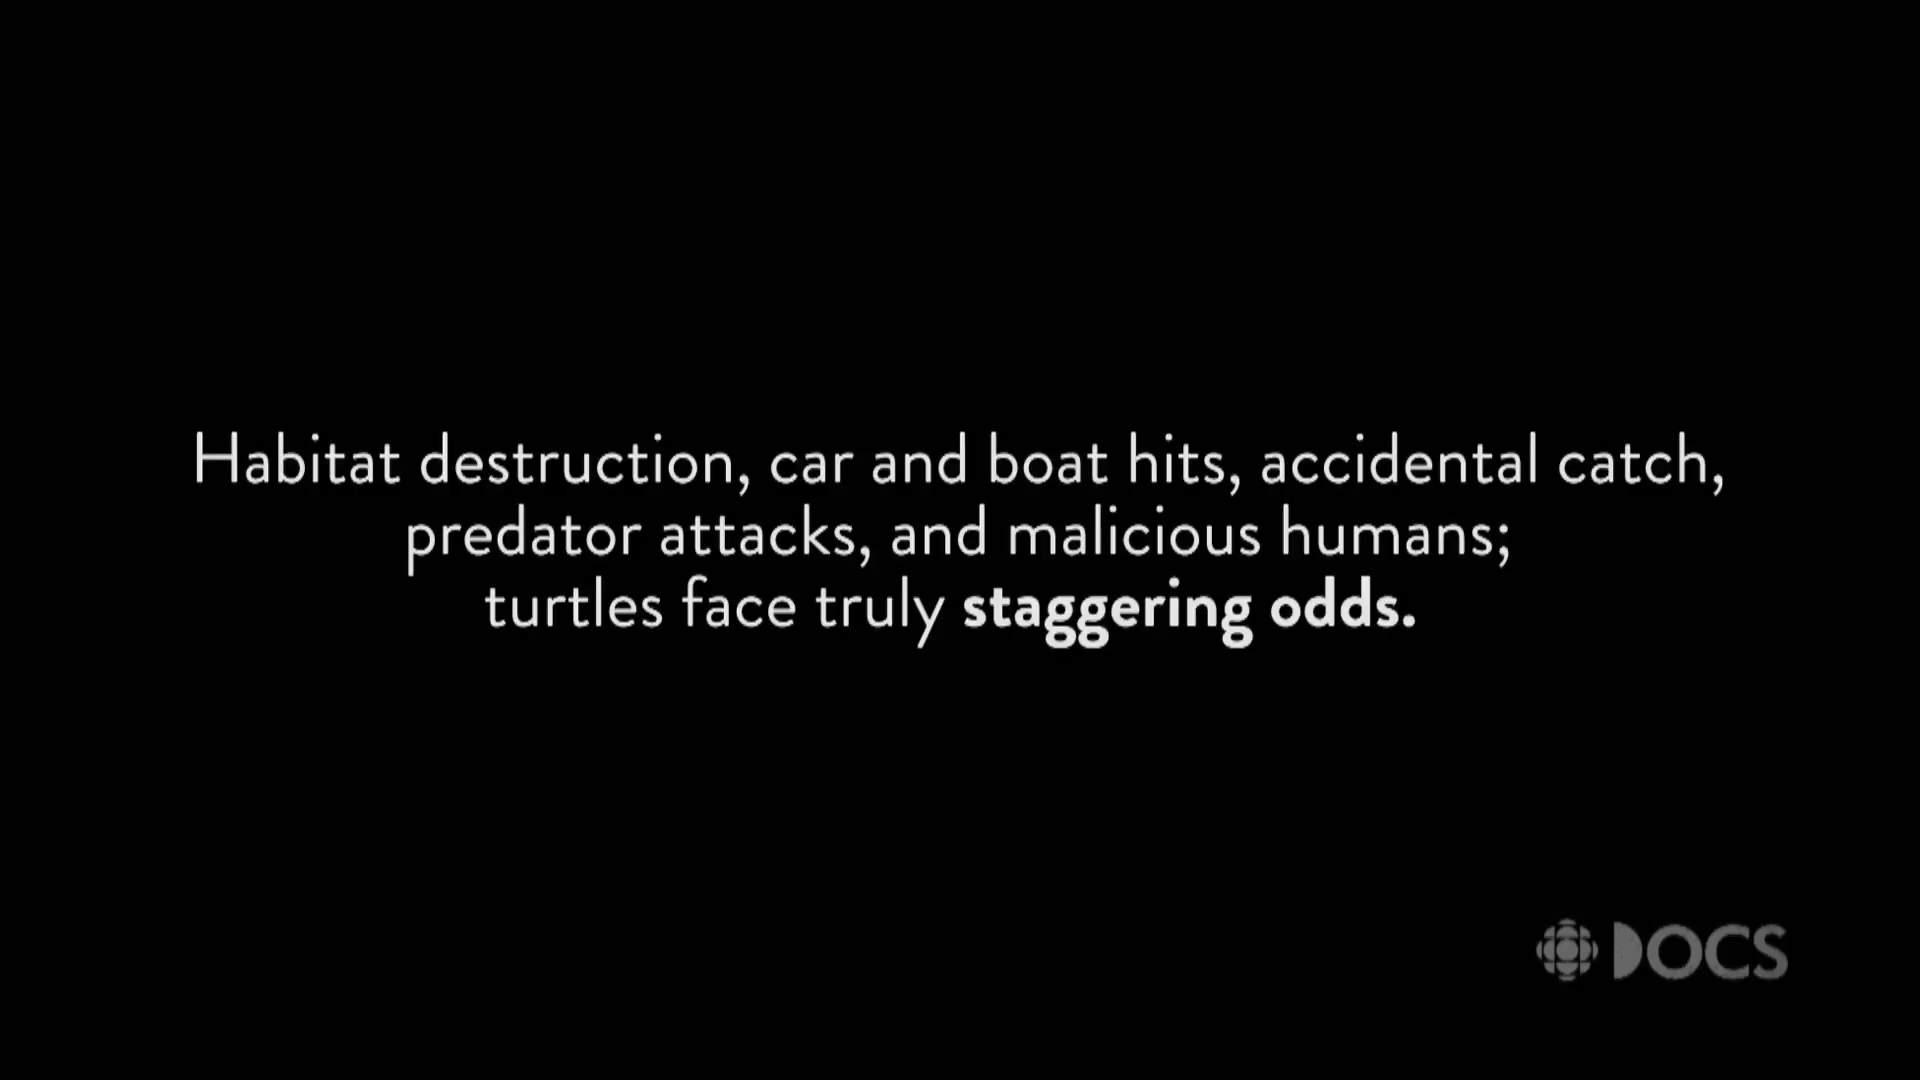 Habitat destruction, car and boat hits, accidental catch,
predator attacks, and malicious humans;
turtles face truly staggering odds.
DOCS